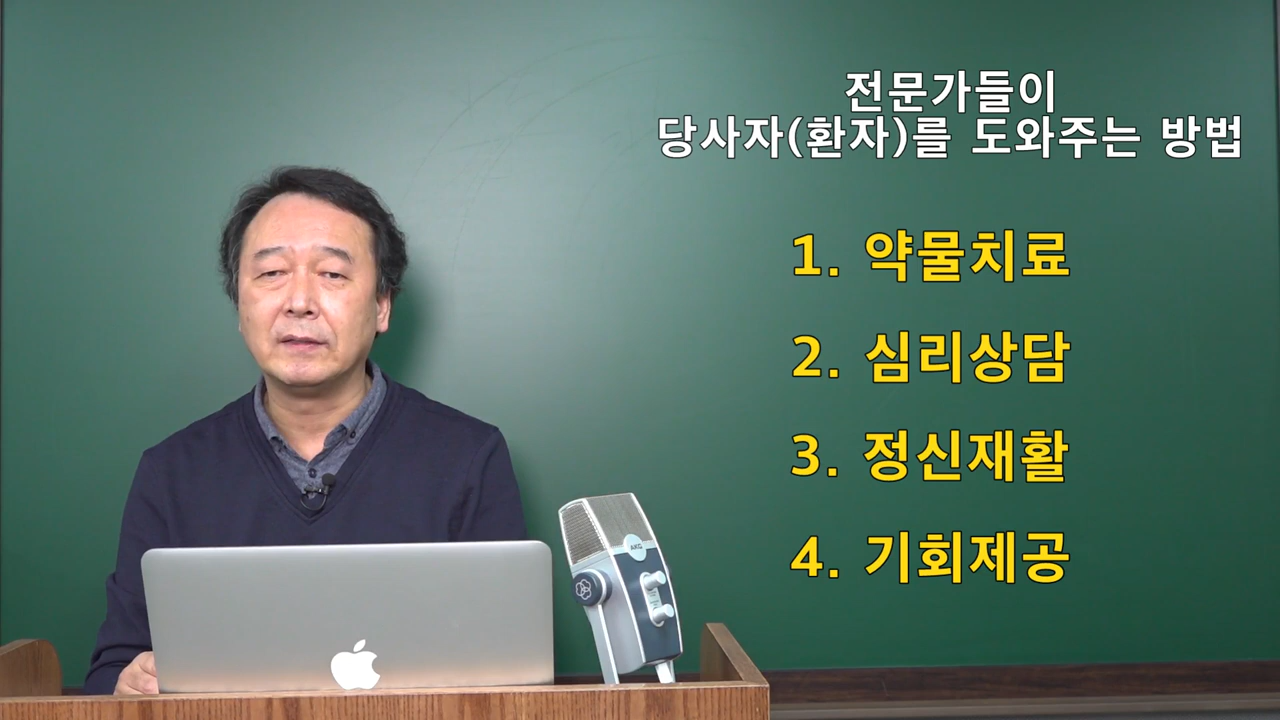 전문가들이
당사자(환자)를 도와주는 방법
1. 약물치료
2. 심리상담
3. 정신재활
4. 기회제공
AKG